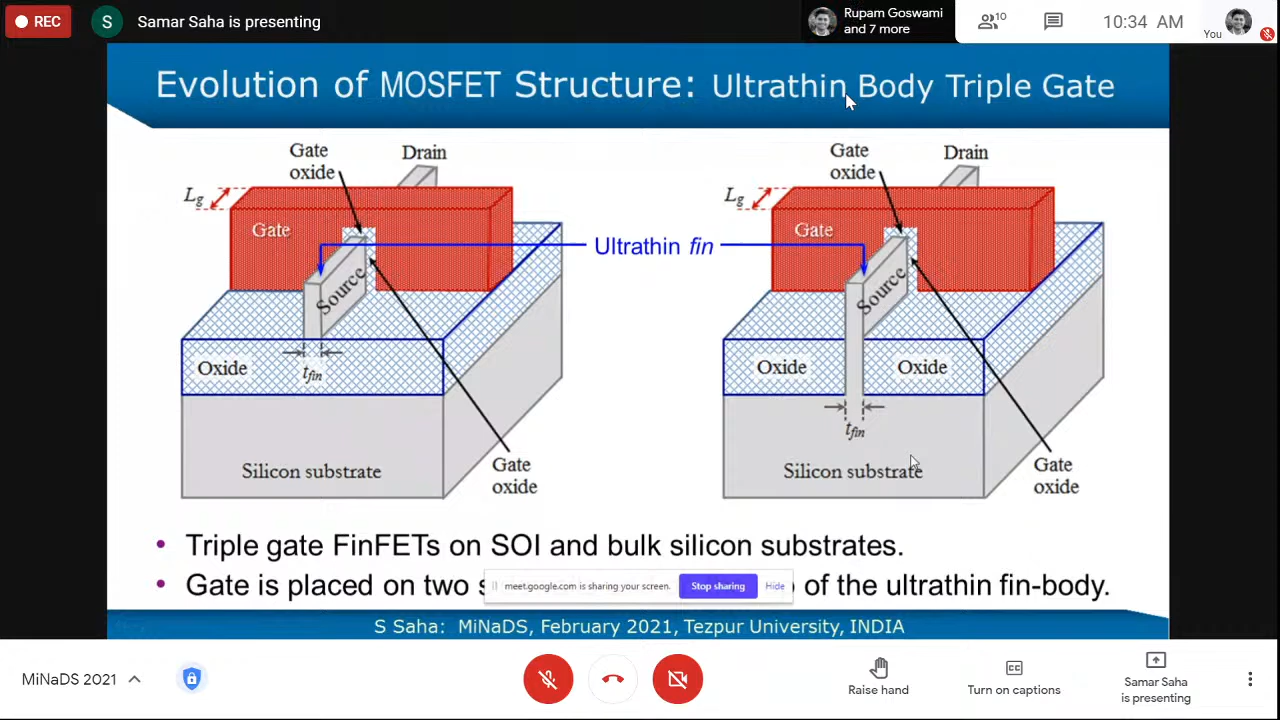 REC
S
Samar Saha is presenting
Rupam Goswami
and 7 more
10
10:34 AM
You
Evolution of MOSFET Structure: Ultrathin Body Triple Gate
Gate
oxide
Drain
Lg
Gate
Source
Oxide
tfin
Silicon substrate
Gate
oxide
Ultrathin fin
Gate
oxide
Drain
Lg
Gate
Source
Oxide
Oxide
tfin
Silicon substrate
Gate
oxide
• Triple gate FinFETs on SOI and bulk silicon substrates.
• Gate is placed on two of the ultrathin fin-body.
meet.google.com is sharing your screen.
Stop sharing
Hide
S Saha: MiNaDS, February 2021, Tezpur University, INDIA
MiNaDS 2021
Raise hand
CC
Turn on captions
Samar Saha
is presenting